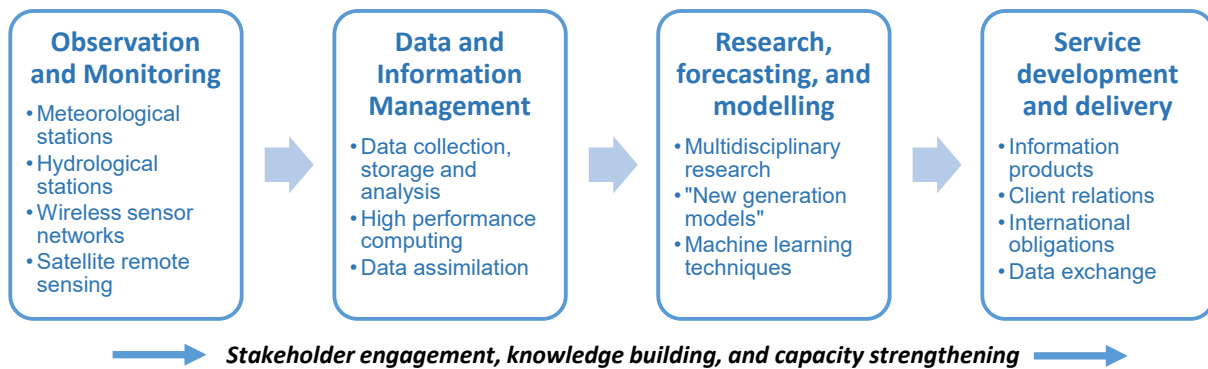 Observation
and Monitoring
•Meteorological
stations
•Hydrological
stations
•Wireless sensor
networks
•Satellite remote
sensing
Data and
Information
Management
•Data collection,
storage and
analysis
•High performance
computing
•Data assimilation
Research,
forecasting, and
modelling
•Multidisciplinary
research
•"New generation
models"
•Machine learning
techniques
Service
development
and delivery
•Information
products
•Client relations
•International
obligations
•Data exchange
Stakeholder engagement, knowledge building, and capacity strengthening